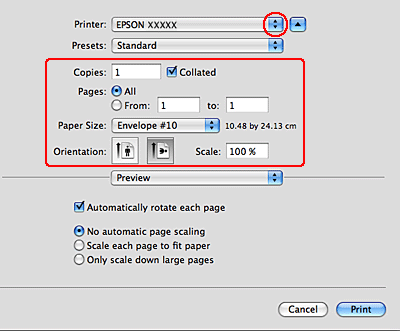 Printer: EPSON XXXXX
Presets: Standard
Copies: 1 Collated
Pages: All
From: 1 to: 1
Paper Size: Envelope #10 10.48 by 24.13 cm
Orientation: Scale: 100 %
Preview
Automatically rotate each page
No automatic page scaling
Scale each page to fit paper
Only scale down large pages
Cancel Print